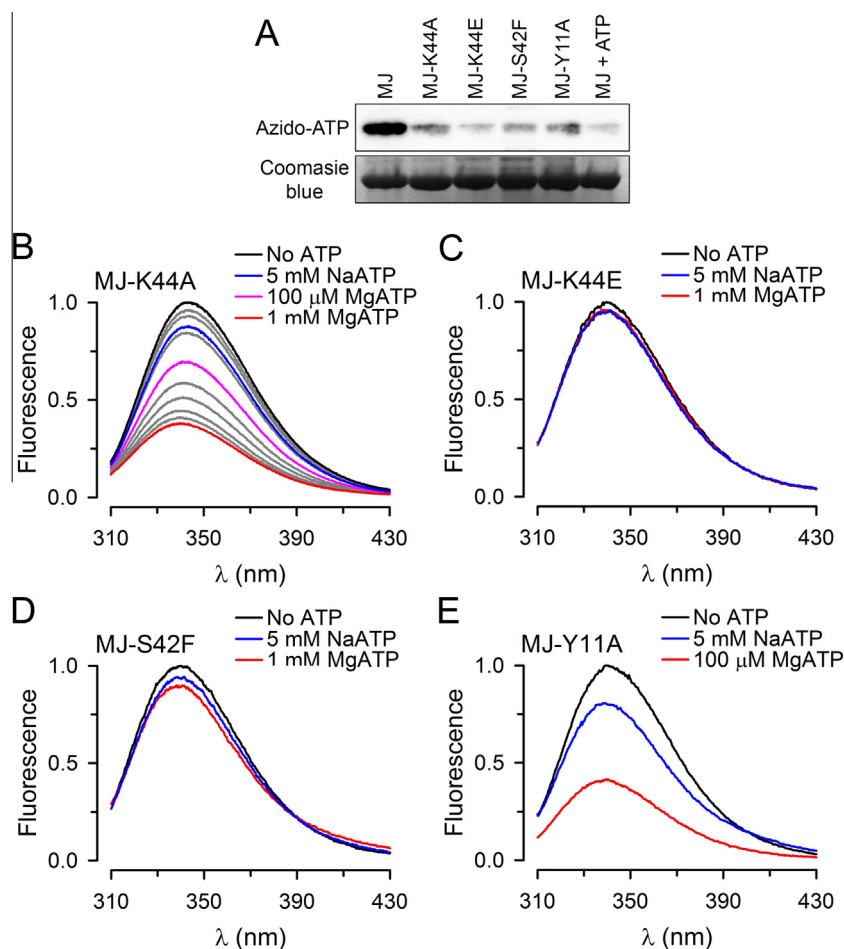 A
MJ
MJ-K44A
MJ-K44E
MJ-S42F
MJ-Y11A
MJ + ATP
Azido-ATP
Coomasie
blue
B
MJ-K44A
No ATP
5 mM NaATP
100 μM MgATP
1 mM MgATP
Fluorescence
1.0
0.5
0.0
310
350
390
430
λ (nm)
C
MJ-K44E
No ATP
5 mM NaATP
1 mM MgATP
Fluorescence
1.0
0.5
0.0
310
350
390
430
λ (nm)
D
MJ-S42F
No ATP
5 mM NaATP
1 mM MgATP
Fluorescence
1.0
0.5
0.0
310
350
390
430
λ (nm)
E
MJ-Y11A
No ATP
5 mM NaATP
100 μM MgATP
Fluorescence
1.0
0.5
0.0
310
350
390
430
λ (nm)